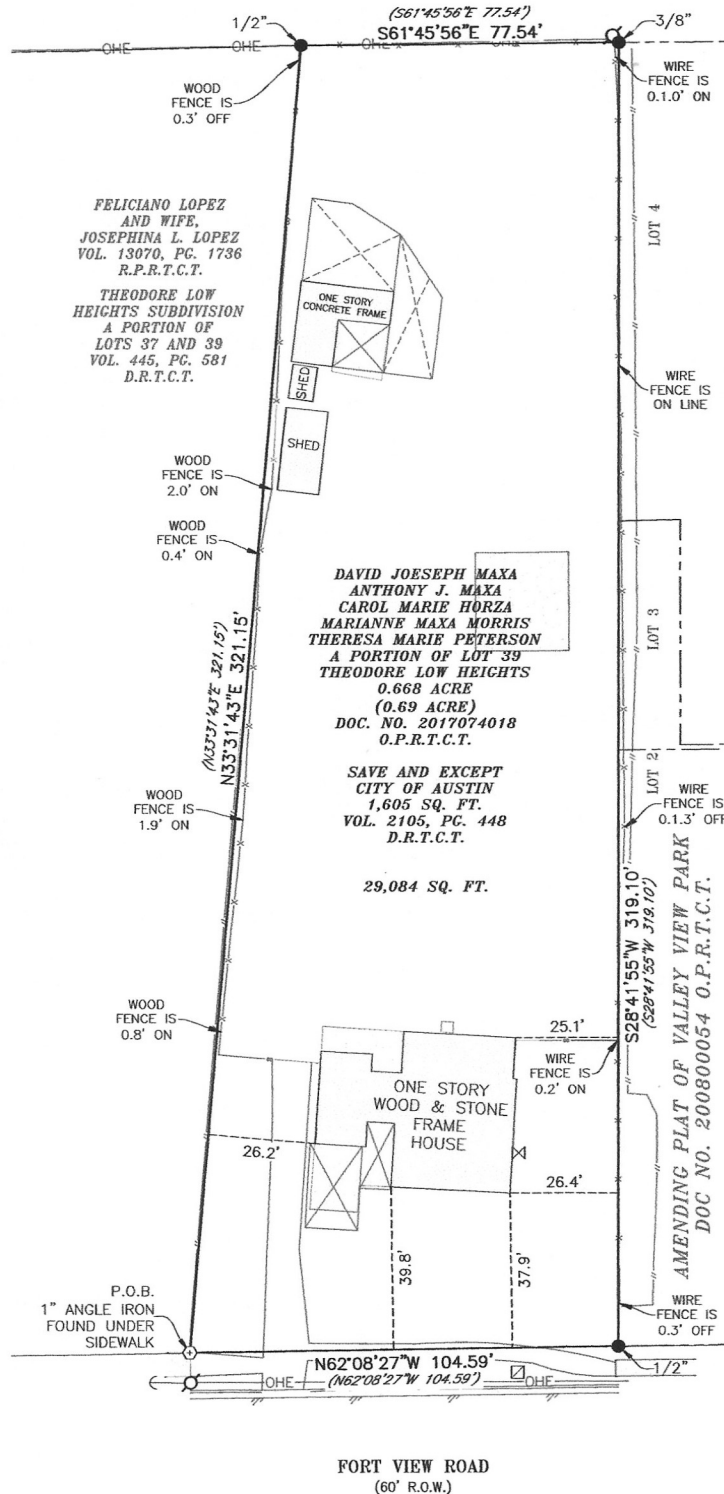 (S61°45'56"E 77.54')
S61°45'56"E 77.54'
1/2"
3/8"
OHE
OHE
OHE
WOOD
FENCE IS
0.3' OFF
WIRE
FENCE IS
0.1.0' ON
FELICIANO LOPEZ
AND WIFE,
JOSEPHINA L. LOPEZ
VOL. 13070, PG. 1736
R.P.R.T.C.T.
THEODORE LOW
HEIGHTS SUBDIVISION
A PORTION OF
LOTS 37 AND 39
VOL. 445, PG. 581
D.R.T.C.T.
LOT 4
ONE STORY
CONCRETE FRAME
SHED
SHED
WIRE
FENCE IS
ON LINE
WOOD
FENCE IS
2.0' ON
WOOD
FENCE IS
0.4' ON
DAVID JOESEPH MAXA
ANTHONY J. MAXA
CAROL MARIE HORZA
MARIANNE MAXA MORRIS
THERESA MARIE PETERSON
A PORTION OF LOT 39
THEODORE LOW HEIGHTS
0.668 ACRE
(0.69 ACRE)
DOC. NO. 2017074018
O.P.R.T.C.T.
SAVE AND EXCEPT
CITY OF AUSTIN
1,605 SQ. FT.
VOL. 2105, PG. 448
D.R.T.C.T.
29,084 SQ. FT.
LOT 3
LOT 2
(N33°31'43"E 321.15')
N33°31'43"E 321.15'
WOOD
FENCE IS
1.9' ON
WIRE
FENCE IS
0.1.3' OFF
S28°41'55"W 319.10'
(S28°41'55"W 319.10')
AMENDING PLAT OF VALLEY VIEW PARK
DOC NO. 200800054 O.P.R.T.C.T.
WOOD
FENCE IS
0.8' ON
25.1'
WIRE
FENCE IS
0.2' ON
ONE STORY
WOOD & STONE
FRAME
HOUSE
26.2'
26.4'
39.8'
37.9'
P.O.B.
1" ANGLE IRON
FOUND UNDER
SIDEWALK
WIRE
FENCE IS
0.3' OFF
1/2"
N62°08'27"W 104.59'
(N62°08'27"W 104.59')
OHE
OHE
FORT VIEW ROAD
(60' R.O.W.)